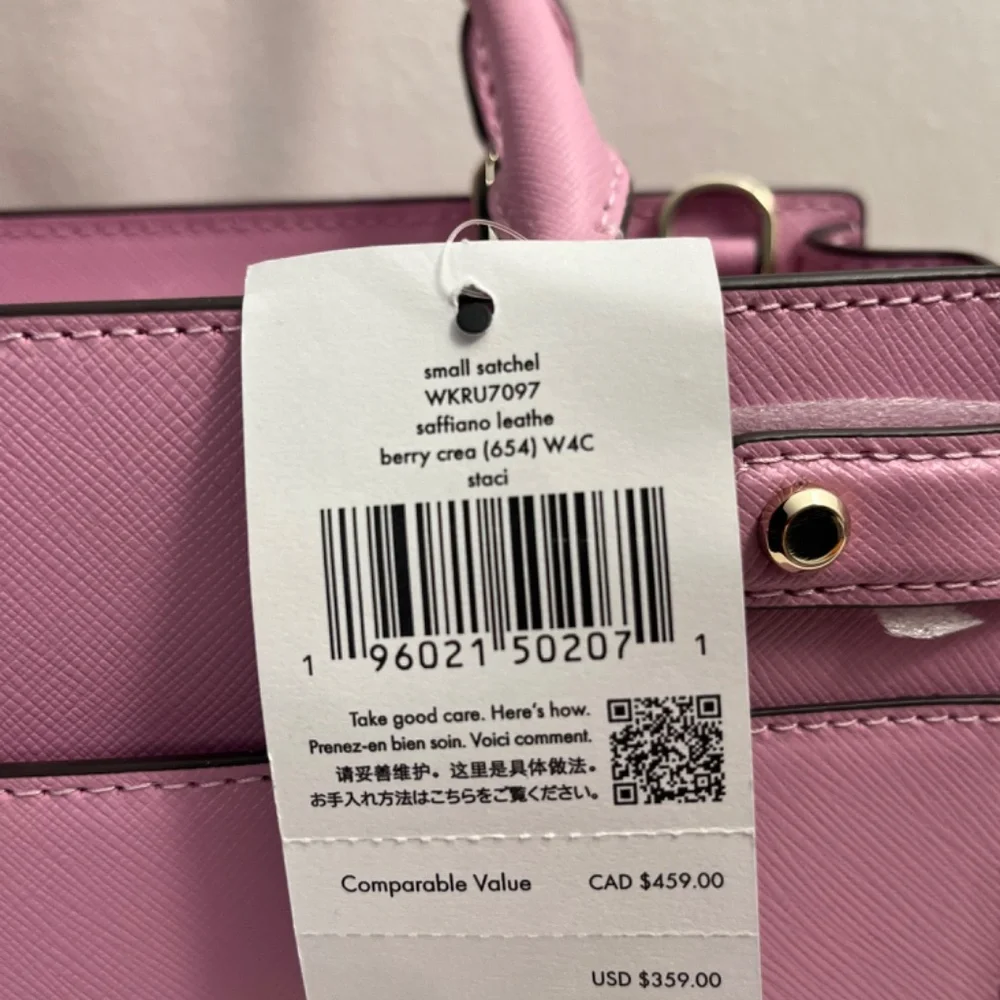 small satchel
WKRU7097
saffiano leathe
berry crea (654) W4C
staci
1 96021 50207 1
Take good care. Here's how.
Prenez-en bien soin. Voici comment.
请妥善维护。这里是具体做法。
お手入れ方法はこちらをご覧ください。
Comparable Value CAD $459.00
USD $359.00